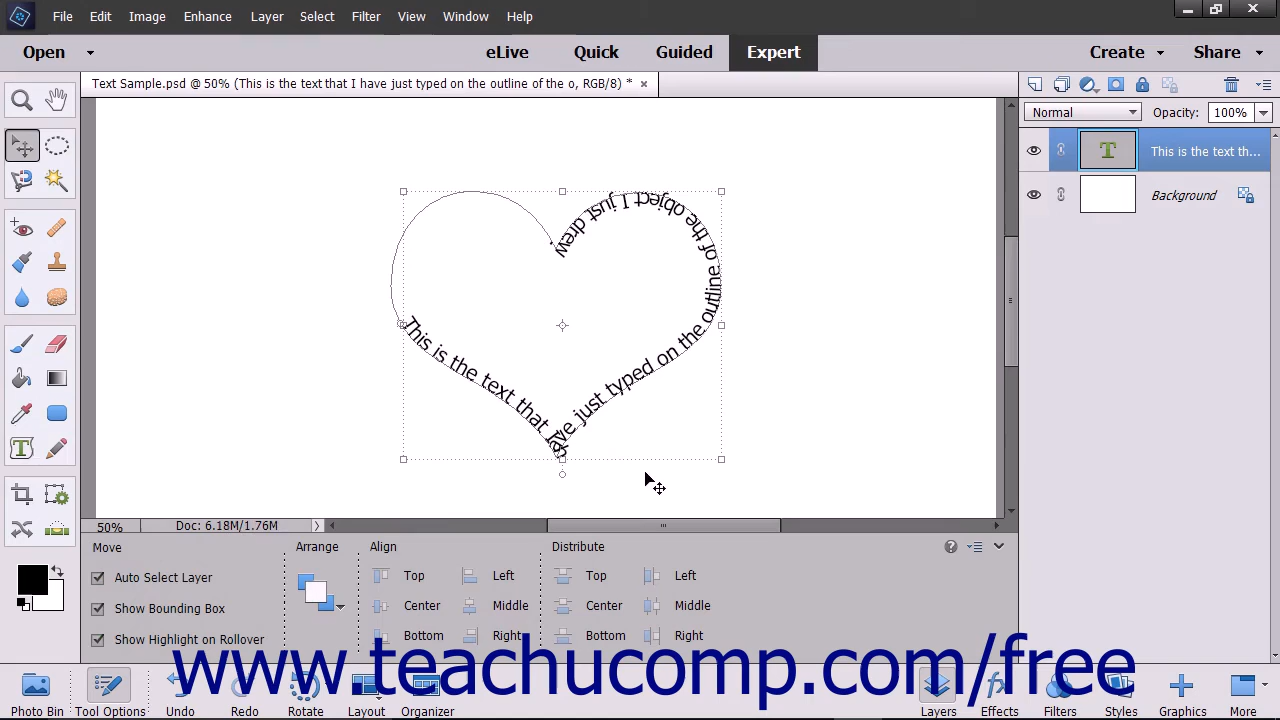 File Edit Image Enhance Layer Select Filter View Window Help
Open eLive Quick Guided Expert Create Share
Text Sample.psd @ 50% (This is the text that I have just typed on the outline of the o, RGB/8) * ×
Normal Opacity: 100%
T This is the text th...
Background
This is the text that I have just typed on the outline of the object I just drew
50% Doc: 6.18M/1.76M
Move Arrange Align Distribute
Auto Select Layer Top Left Top Left
Show Bounding Box Center Middle Center Middle
Show Highlight on Rollover Bottom Right Bottom Right
www.teachucomp.com/free
Photo Bin Tool Options Undo Redo Rotate Layout Organizer Layers Effects Filters Styles Graphics More